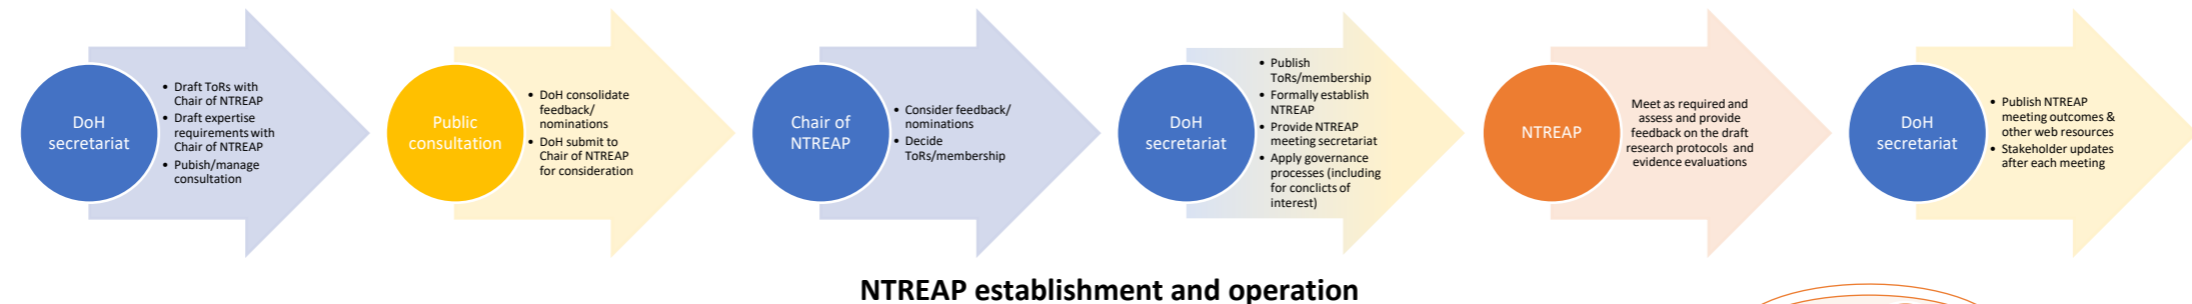 DoH
secretariat
• Draft ToRs with
Chair of NTREAP
• Draft expertise
requirements with
Chair of NTREAP
• Pubish/manage
consultation
Public
consultation
• DoH consolidate
feedback/
nominations
• DoH submit to
Chair of NTREAP
for consideration
Chair of
NTREAP
• Consider feedback/
nominations
• Decide
ToRs/membership
DoH
secretariat
• Publish
ToRs/membership
• Formally establish
NTREAP
• Provide NTREAP
meeting secretariat
• Apply governance
processes (including
for conclicts of
interest)
NTREAP
Meet as required and
assess and provide
feedback on the draft
research protocols and
evidence evaluations
DoH
secretariat
• Publish NTREAP
meeting outcomes &
other web resources
• Stakeholder updates
after each meeting
NTREAP establishment and operation